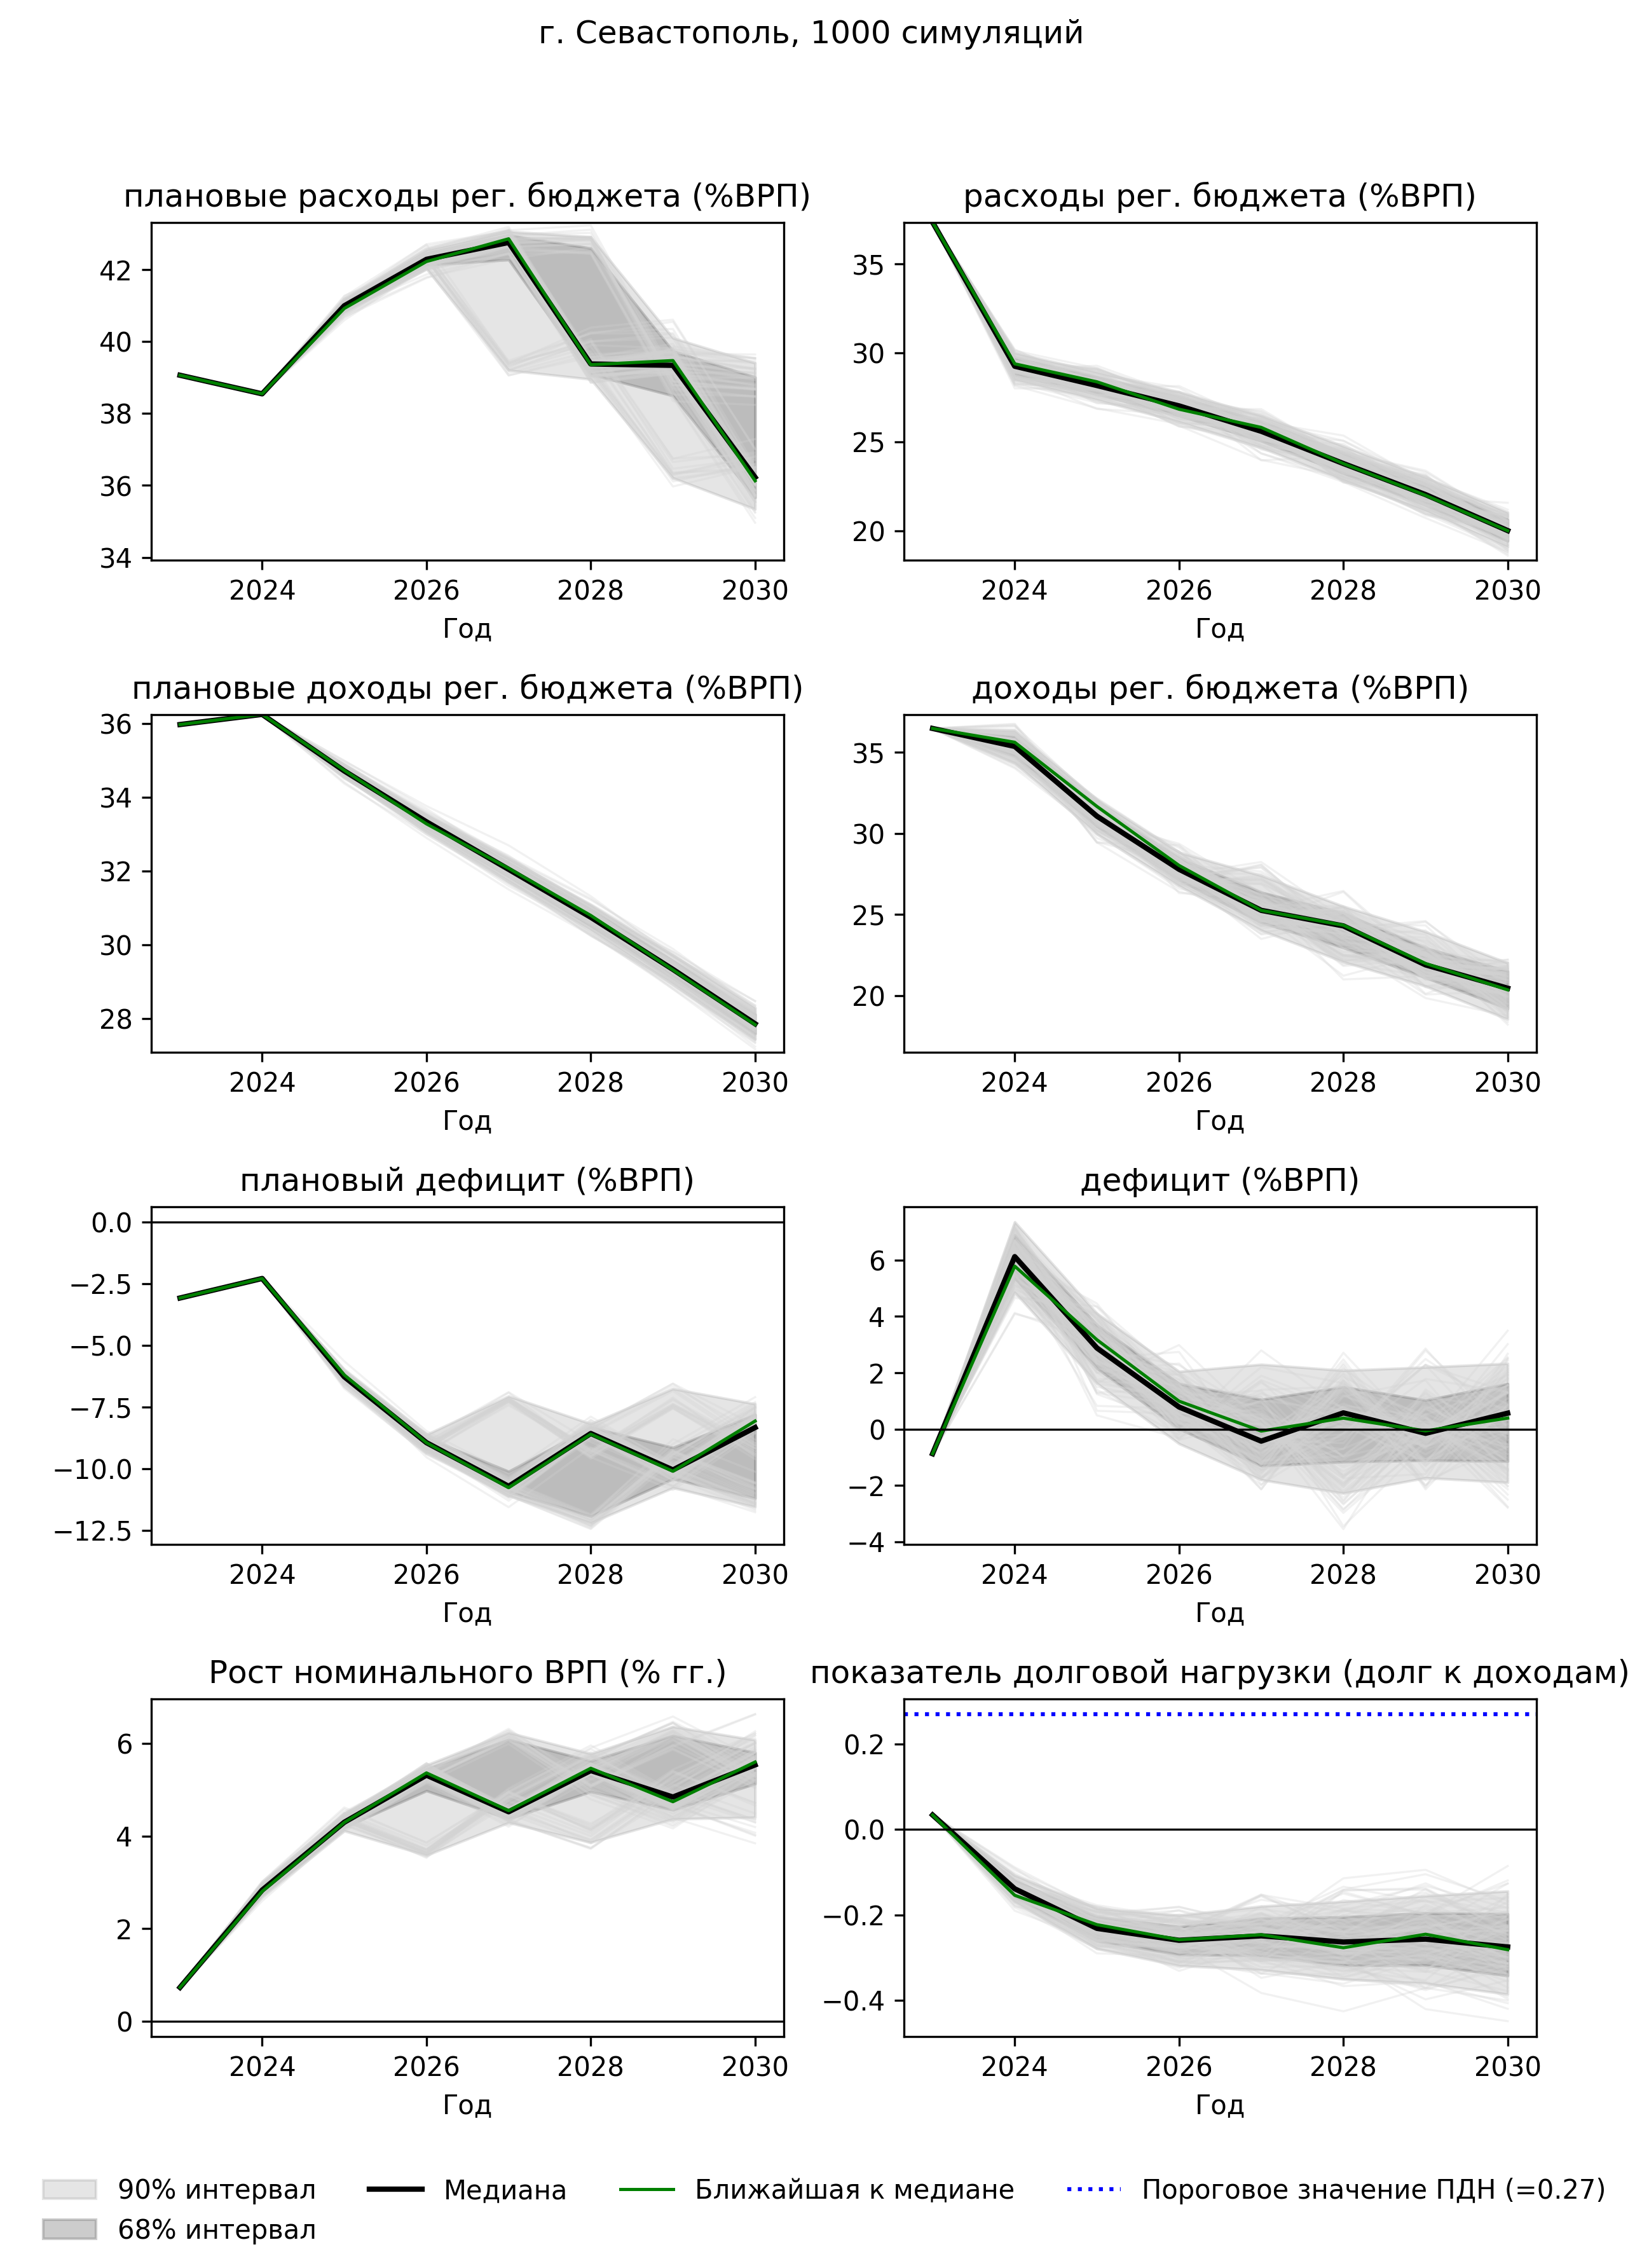 г. Севастополь, 1000 симуляций
плановые расходы рег. бюджета (%ВРП)
42
40
38
36
34
2024 2026 2028 2030
Год
расходы рег. бюджета (%ВРП)
35
30
25
20
2024 2026 2028 2030
Год
плановые доходы рег. бюджета (%ВРП)
36
34
32
30
28
2024 2026 2028 2030
Год
доходы рег. бюджета (%ВРП)
35
30
25
20
2024 2026 2028 2030
Год
плановый дефицит (%ВРП)
0.0
−2.5
−5.0
−7.5
−10.0
−12.5
2024 2026 2028 2030
Год
дефицит (%ВРП)
6
4
2
0
−2
−4
2024 2026 2028 2030
Год
Рост номинального ВРП (% гг.)
6
4
2
0
2024 2026 2028 2030
Год
показатель долговой нагрузки (долг к доходам)
0.2
0.0
−0.2
−0.4
2024 2026 2028 2030
Год
90% интервал
68% интервал
Медиана
Ближайшая к медиане
Пороговое значение ПДН (=0.27)